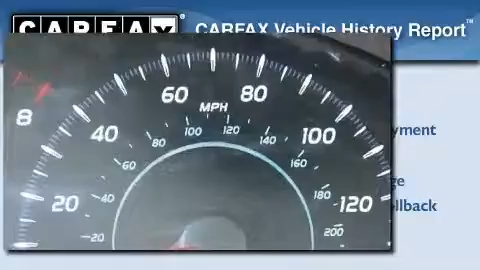 CARFAX® CARFAX Vehicle History Report™
60 MPH 80
8
40 100
100 120
80 140
60 160
20 40 180 120
20 200
yment
ge
llback